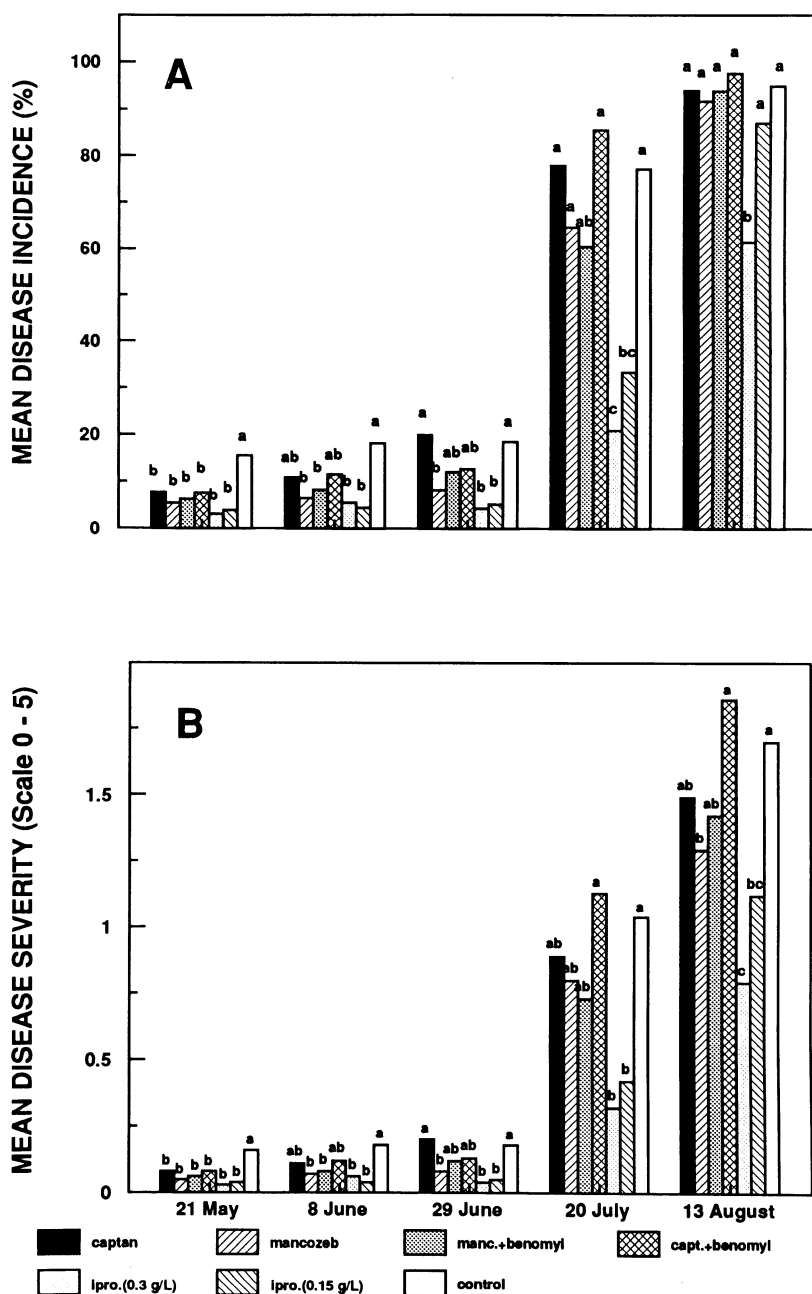 A
MEAN DISEASE INCIDENCE (%)
100
80
60
40
20
0
b b b b b b a
ab b b ab b b a
a b ab ab b b a
a a ab a c bc a
a a a a b a a
B
MEAN DISEASE SEVERITY (Scale 0 - 5)
1.5
1
0.5
0
b b b b b b a
ab b b ab b b a
a b ab ab b b a
ab ab ab a b b a
ab b ab a c bc a
21 May 8 June 29 June 20 July 13 August
captan mancozeb manc.+benomyl capt.+benomyl
ipro.(0.3 g/L) ipro.(0.15 g/L) control